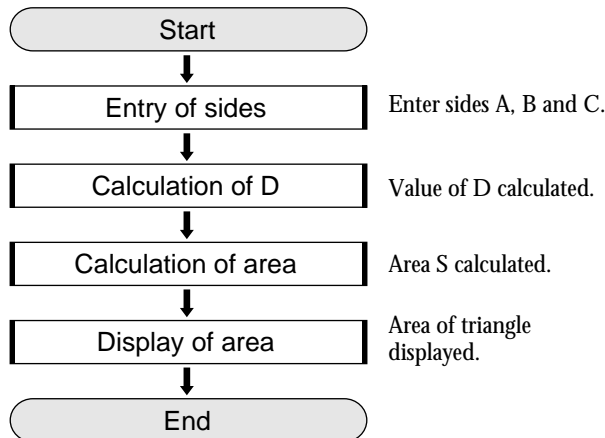 Start
Entry of sides
Enter sides A, B and C.
Calculation of D
Value of D calculated.
Calculation of area
Area S calculated.
Display of area
Area of triangle
displayed.
End